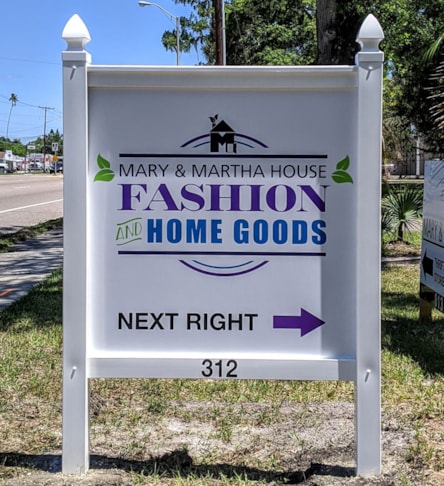 MARY & MARTHA HOUSE
FASHION
AND HOME GOODS
NEXT RIGHT
312